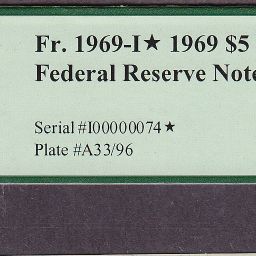 Fr. 1969-I★ 1969 $5
Federal Reserve Note
Serial #I00000074★
Plate #A33/96